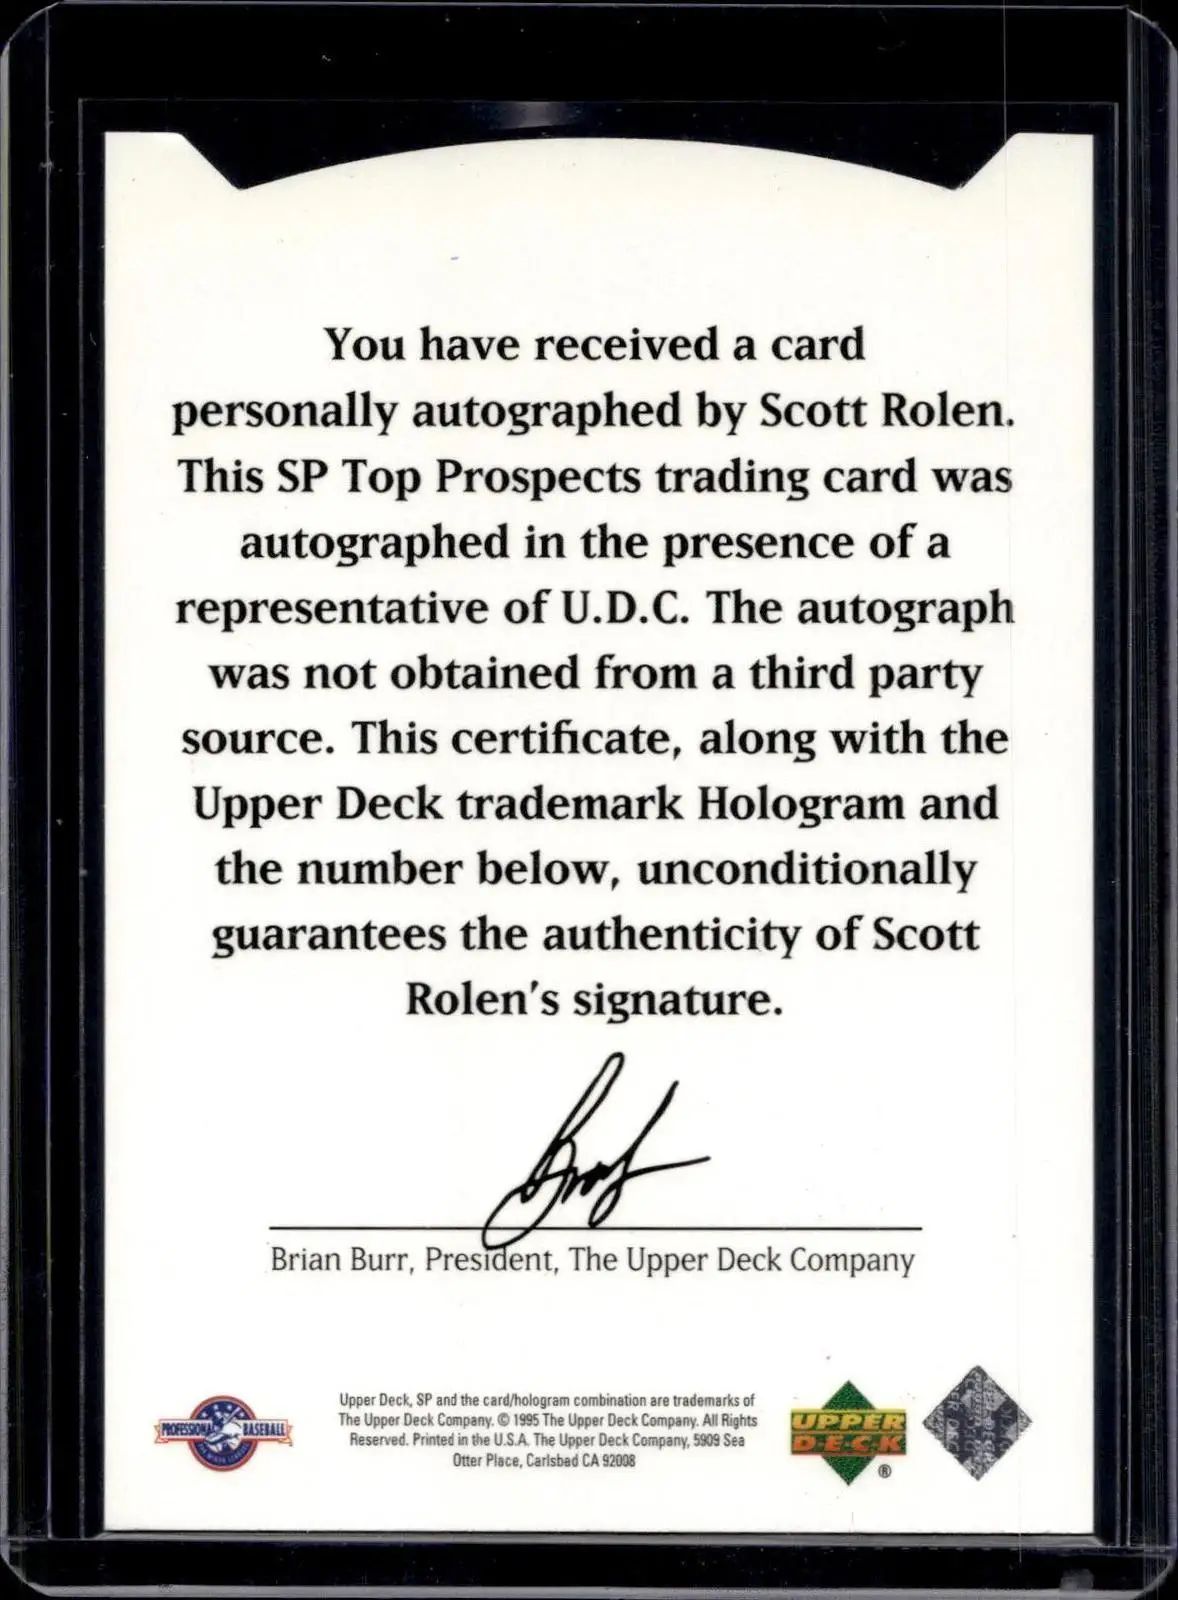 You have received a card
personally autographed by Scott Rolen.
This SP Top Prospects trading card was
autographed in the presence of a
representative of U.D.C. The autograph
was not obtained from a third party
source. This certificate, along with the
Upper Deck trademark Hologram and
the number below, unconditionally
guarantees the authenticity of Scott
Rolen's signature.
Brian Burr, President, The Upper Deck Company
Upper Deck, SP and the card/hologram combination are trademarks of
The Upper Deck Company. © 1995 The Upper Deck Company. All Rights
Reserved. Printed in the U.S.A. The Upper Deck Company, 5909 Sea
Otter Place, Carlsbad CA 92008
PROFESSIONAL BASEBALL
UPPER
DECK
®